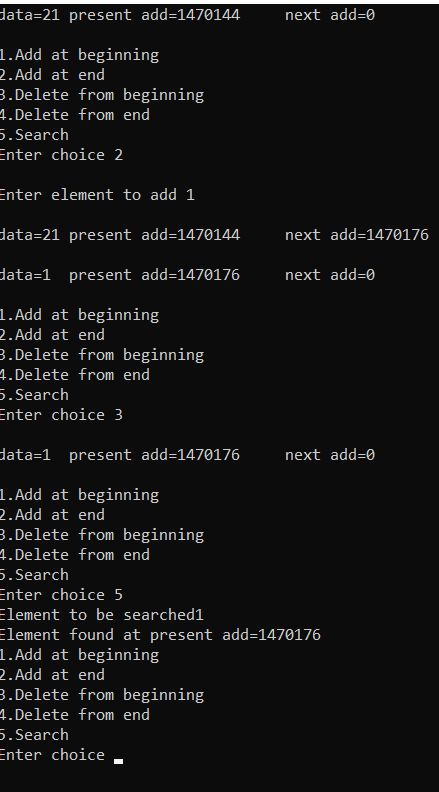 data=21 present add=1470144     next add=0
1.Add at beginning
2.Add at end
3.Delete from beginning
4.Delete from end
5.Search
Enter choice 2
Enter element to add 1
data=21 present add=1470144     next add=1470176
data=1  present add=1470176     next add=0
1.Add at beginning
2.Add at end
3.Delete from beginning
4.Delete from end
5.Search
Enter choice 3
data=1  present add=1470176     next add=0
1.Add at beginning
2.Add at end
3.Delete from beginning
4.Delete from end
5.Search
Enter choice 5
Element to be searched1
Element found at present add=1470176
1.Add at beginning
2.Add at end
3.Delete from beginning
4.Delete from end
5.Search
Enter choice